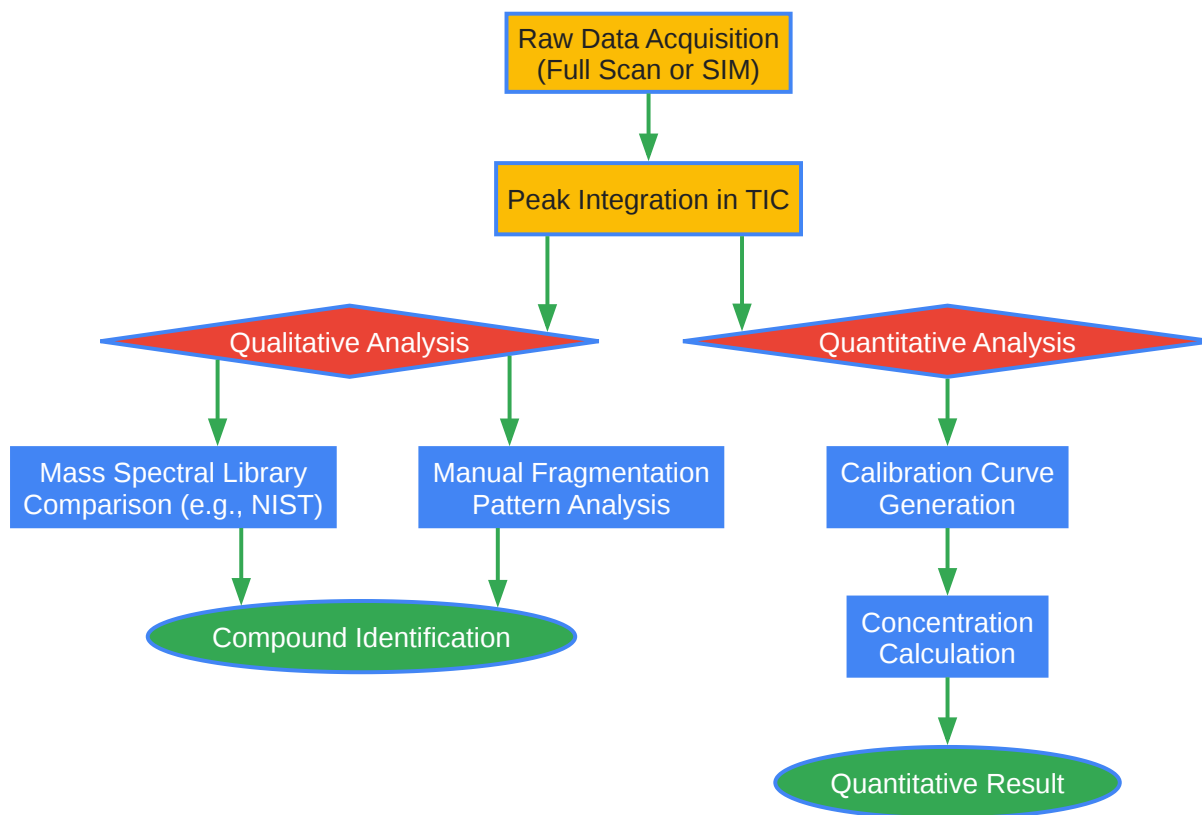 Raw Data Acquisition
(Full Scan or SIM)
Peak Integration in TIC
Qualitative Analysis
Quantitative Analysis
Mass Spectral Library
Comparison (e.g., NIST)
Manual Fragmentation
Pattern Analysis
Calibration Curve
Generation
Compound Identification
Concentration
Calculation
Quantitative Result